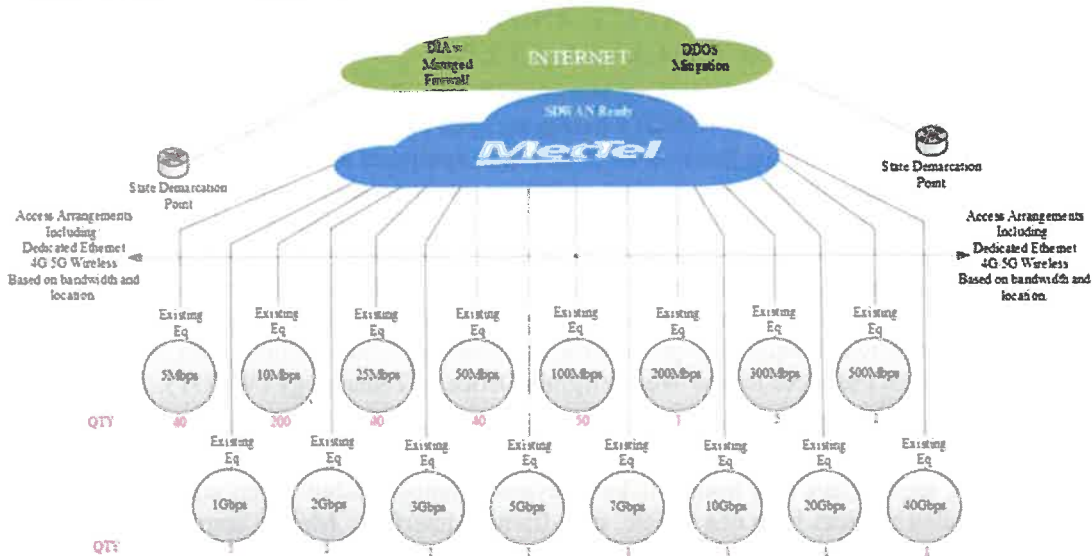 DIA w
Managed
Firewall
INTERNET
DDOS
Mitigation
SDWAN Ready
MetTel
State Demarcation
Point
State Demarcation
Point
Access Arrangements
Including
Dedicated Ethernet
4G 5G Wireless
Based on bandwidth and
location
Access Arrangements
Including
Dedicated Ethernet
4G 5G Wireless
Based on bandwidth and
location.
Existing
Eq
5Mbps
Existing
Eq
10Mbps
Existing
Eq
25Mbps
Existing
Eq
50Mbps
Existing
Eq
100Mbps
Existing
Eq
200Mbps
Existing
Eq
300Mbps
Existing
Eq
500Mbps
QTY 40 200 40 40 50 1
Existing
Eq
1Gbps
Existing
Eq
2Gbps
Existing
Eq
3Gbps
Existing
Eq
5Gbps
Existing
Eq
7Gbps
Existing
Eq
10Gbps
Existing
Eq
20Gbps
Existing
Eq
40Gbps
QTY